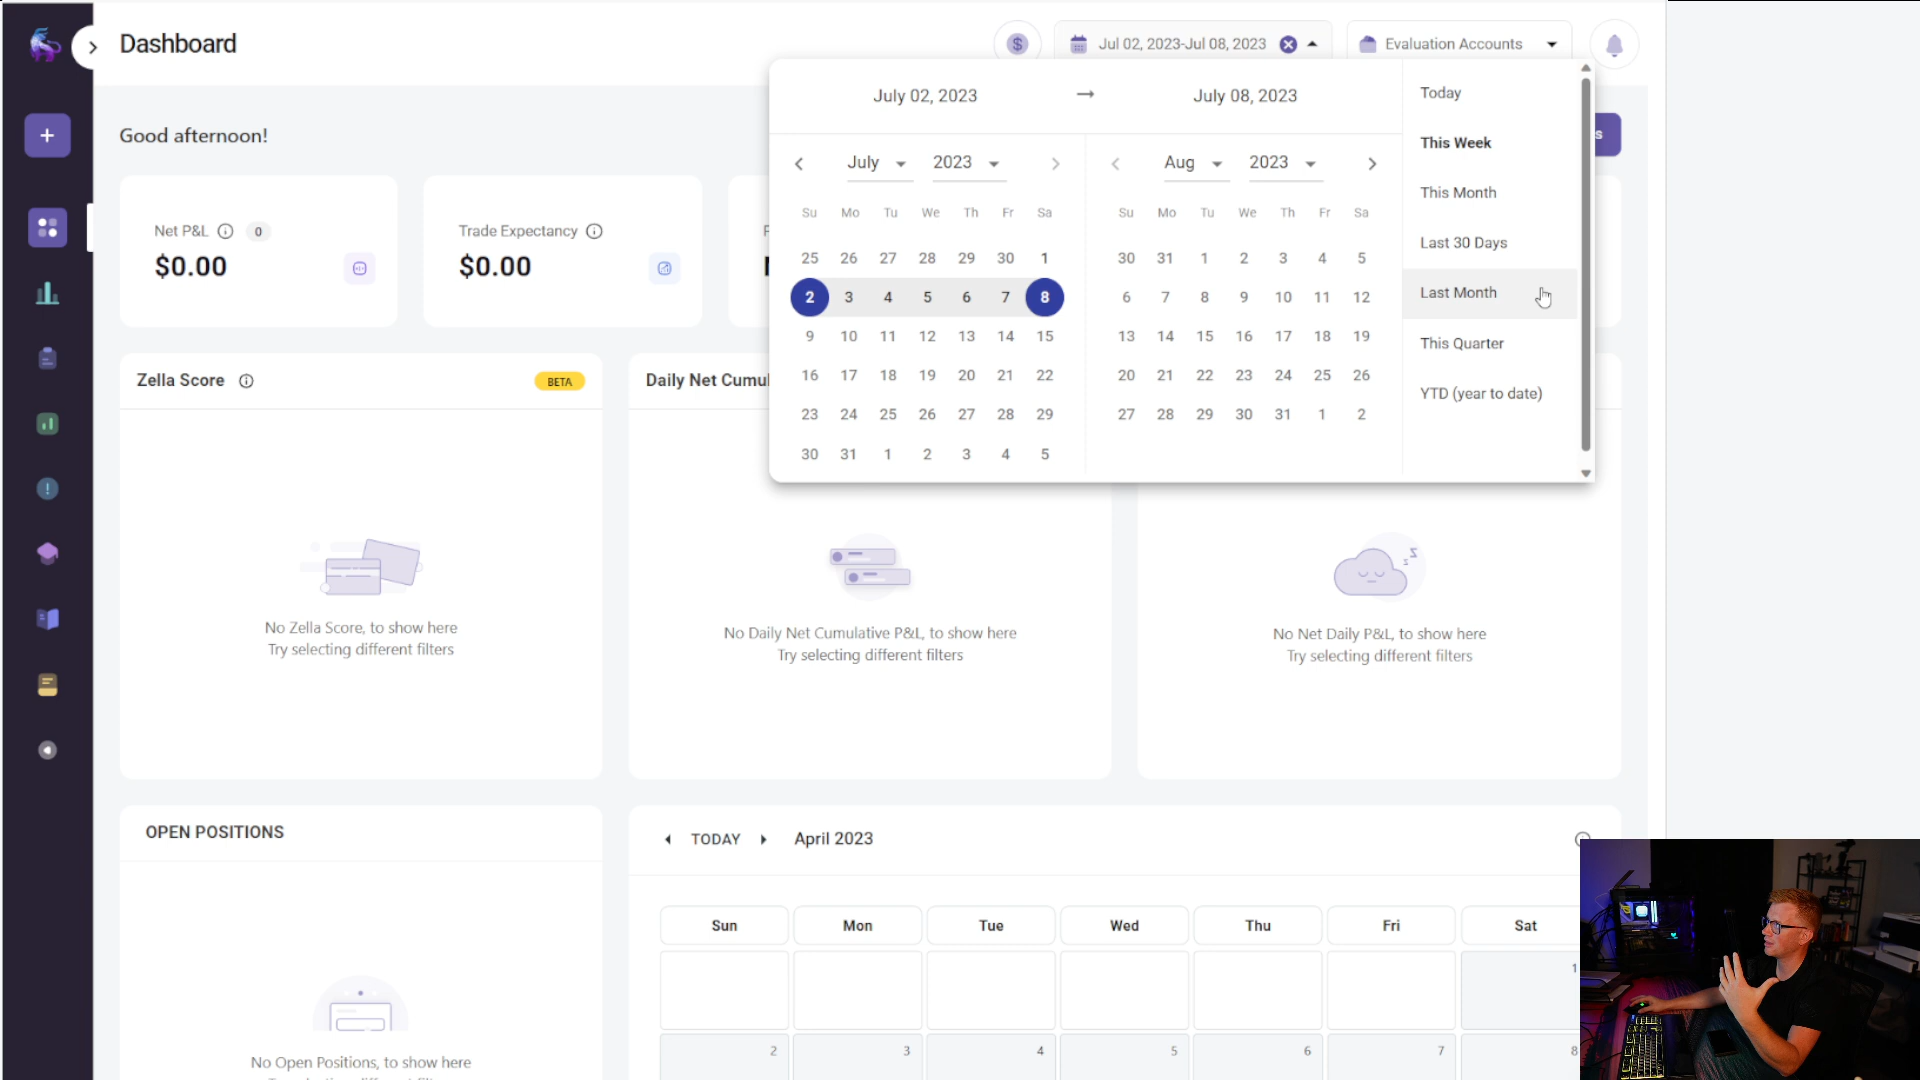 Dashboard
$
Jul 02, 2023-Jul 08, 2023
Evaluation Accounts
Good afternoon!
s
Net P&L 0
$0.00
Trade Expectancy
$0.00
July 02, 2023 → July 08, 2023
July 2023
Su Mo Tu We Th Fr Sa
25 26 27 28 29 30 1
2 3 4 5 6 7 8
9 10 11 12 13 14 15
16 17 18 19 20 21 22
23 24 25 26 27 28 29
30 31 1 2 3 4 5
Aug 2023
Su Mo Tu We Th Fr Sa
30 31 1 2 3 4 5
6 7 8 9 10 11 12
13 14 15 16 17 18 19
20 21 22 23 24 25 26
27 28 29 30 31 1 2
Today
This Week
This Month
Last 30 Days
Last Month
This Quarter
YTD (year to date)
Zella Score BETA
No Zella Score, to show here
Try selecting different filters
Daily Net Cumul
No Daily Net Cumulative P&L, to show here
Try selecting different filters
No Net Daily P&L, to show here
Try selecting different filters
OPEN POSITIONS
No Open Positions, to show here
TODAY April 2023
Sun Mon Tue Wed Thu Fri Sat
1
2 3 4 5 6 7 8